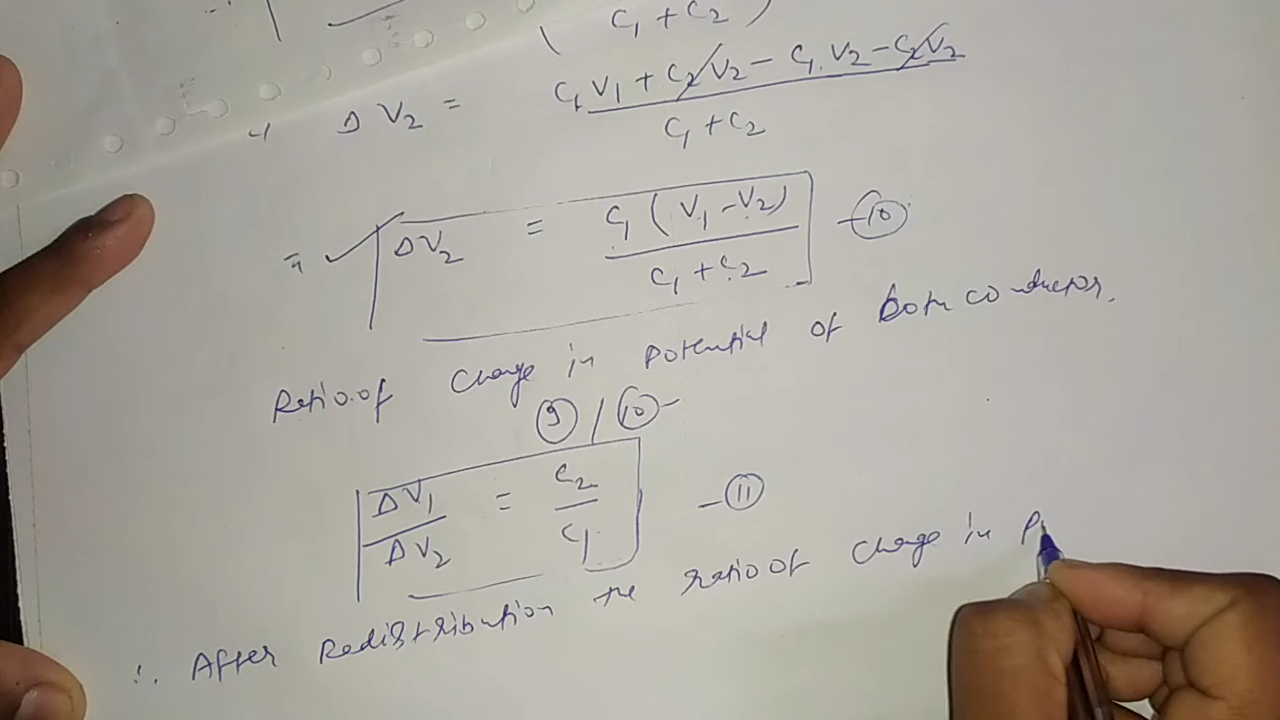 C1 + C2 )
∴ ΔV2 = C1V1 + C2V2 - C1V2 - C2V2
C1 + C2
= ΔV2 = C1 (V1 - V2) - 10
C1 + C2
Ratio of Change in Potential of Both conductors.
9 / 10 -
ΔV1 = C2 - 11
ΔV2 C1
∴ After Redistribution the ratio of change in P